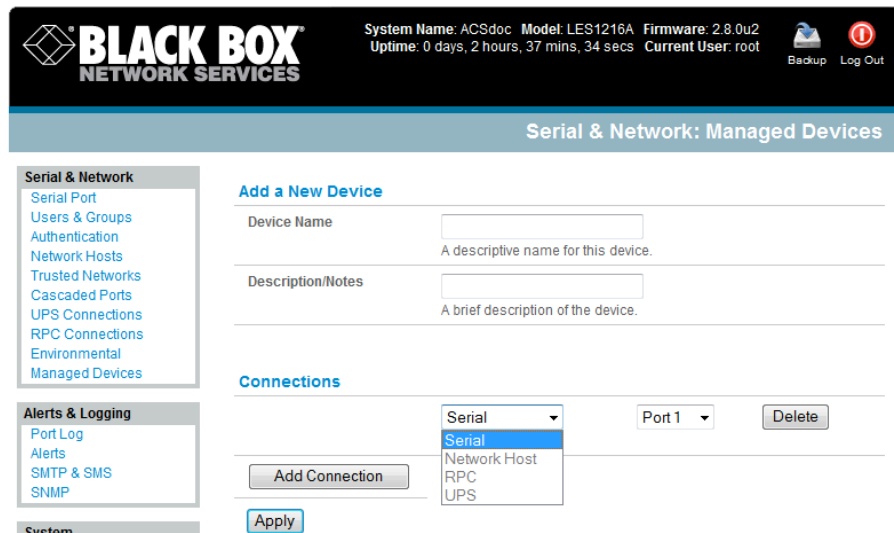 BLACK BOX
NETWORK SERVICES
System Name: ACSdoc Model: LES1216A Firmware: 2.8.0u2
Uptime: 0 days, 2 hours, 37 mins, 34 secs Current User: root
Backup
Log Out
Serial & Network: Managed Devices
Serial & Network
Serial Port
Users & Groups
Authentication
Network Hosts
Trusted Networks
Cascaded Ports
UPS Connections
RPC Connections
Environmental
Managed Devices
Alerts & Logging
Port Log
Alerts
SMTP & SMS
SNMP
System
Add a New Device
Device Name
A descriptive name for this device.
Description/Notes
A brief description of the device.
Connections
Serial
Port 1
Delete
Serial
Network Host
RPC
UPS
Add Connection
Apply